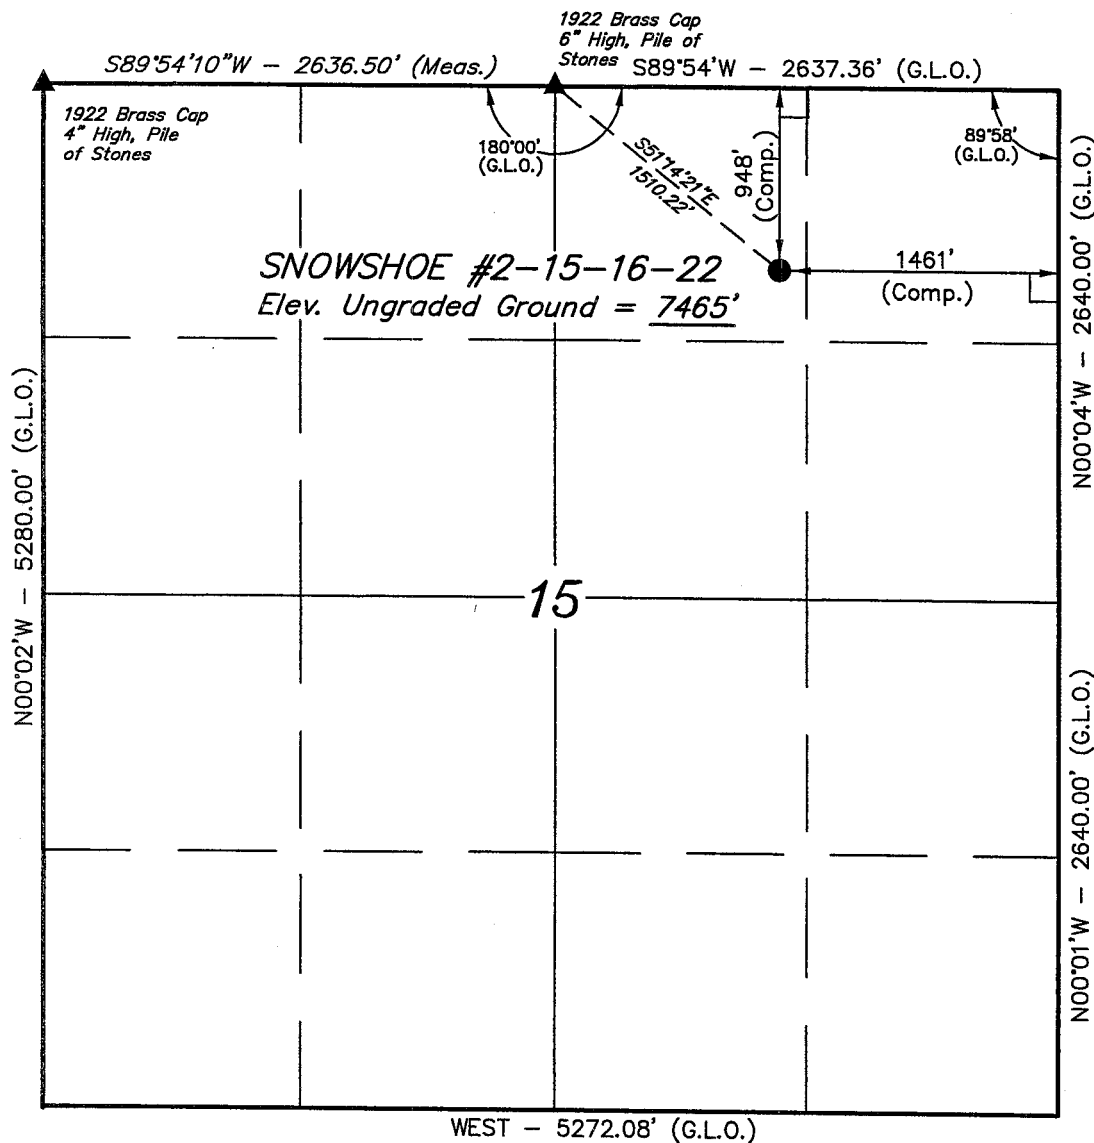 1922 Brass Cap
6" High, Pile of
Stones
S89°54'10"W - 2636.50' (Meas.)
S89°54'W - 2637.36' (G.L.O.)
1922 Brass Cap
4" High, Pile
of Stones
180°00'
(G.L.O.)
S51°14'21"E
1510.22'
948'
(Comp.)
89°58'
(G.L.O.)
1461'
(Comp.)
SNOWSHOE #2-15-16-22
Elev. Ungraded Ground = 7465'
N00°04'W - 2640.00' (G.L.O.)
N00°02'W - 5280.00' (G.L.O.)
15
N00°01'W - 2640.00' (G.L.O.)
WEST - 5272.08' (G.L.O.)